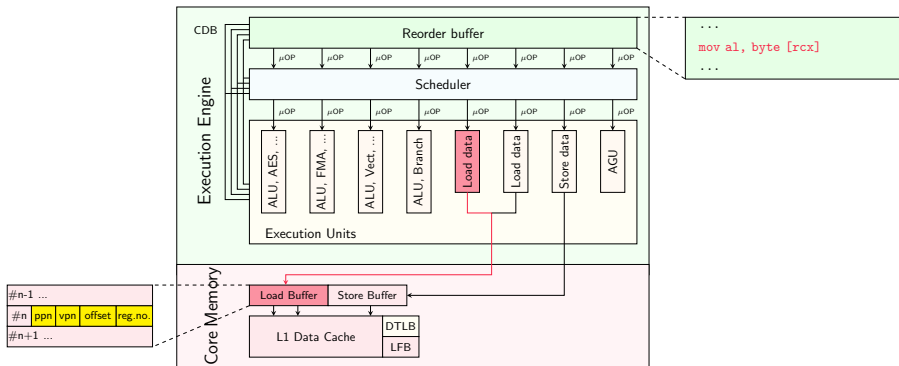 CDB
Reorder buffer
...
mov al, byte [rcx]
...
μOP μOP μOP μOP μOP μOP μOP μOP
Scheduler
μOP μOP μOP μOP μOP μOP μOP μOP
Execution Engine
ALU, AES, ...
ALU, FMA, ...
ALU, Vect, ...
ALU, Branch
Load data
Load data
Store data
AGU
Execution Units
Core Memory
#n-1 ...
#n ppn vpn offset reg.no.
#n+1 ...
Load Buffer Store Buffer
L1 Data Cache
DTLB
LFB